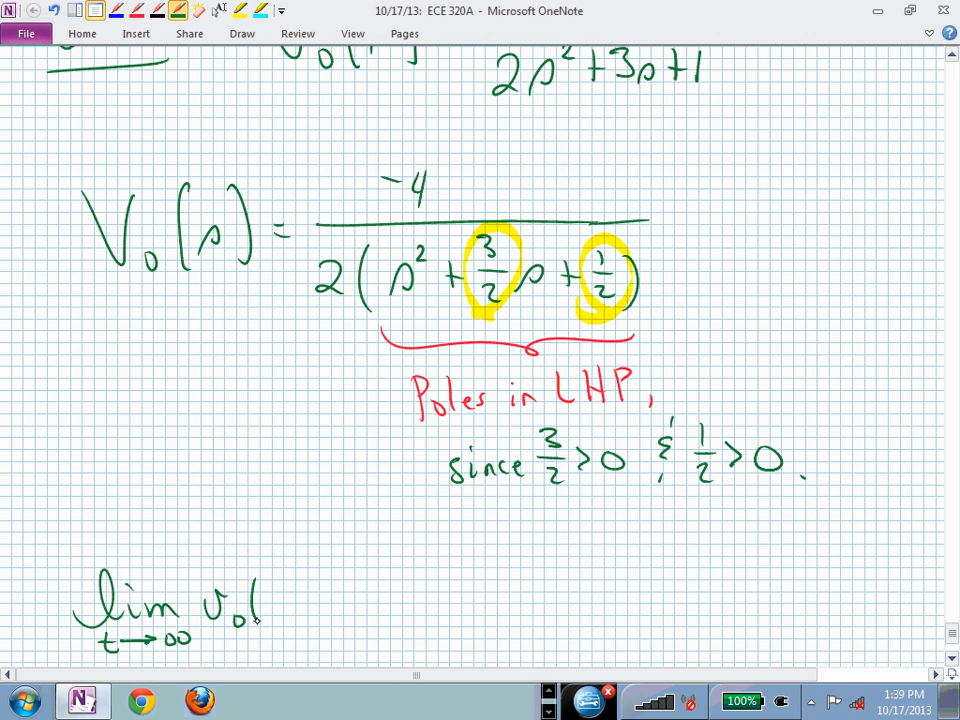 10/17/13: ECE 320A - Microsoft OneNote
File Home Insert Share Draw Review View Pages
2s²+3s+1
-4
V₀(s) =
2(s² + 3/2 s + 1/2)
Poles in LHP,
since 3/2 > 0 & 1/2 > 0.
lim v₀(
t→∞
100%
1:39 PM
10/17/2013